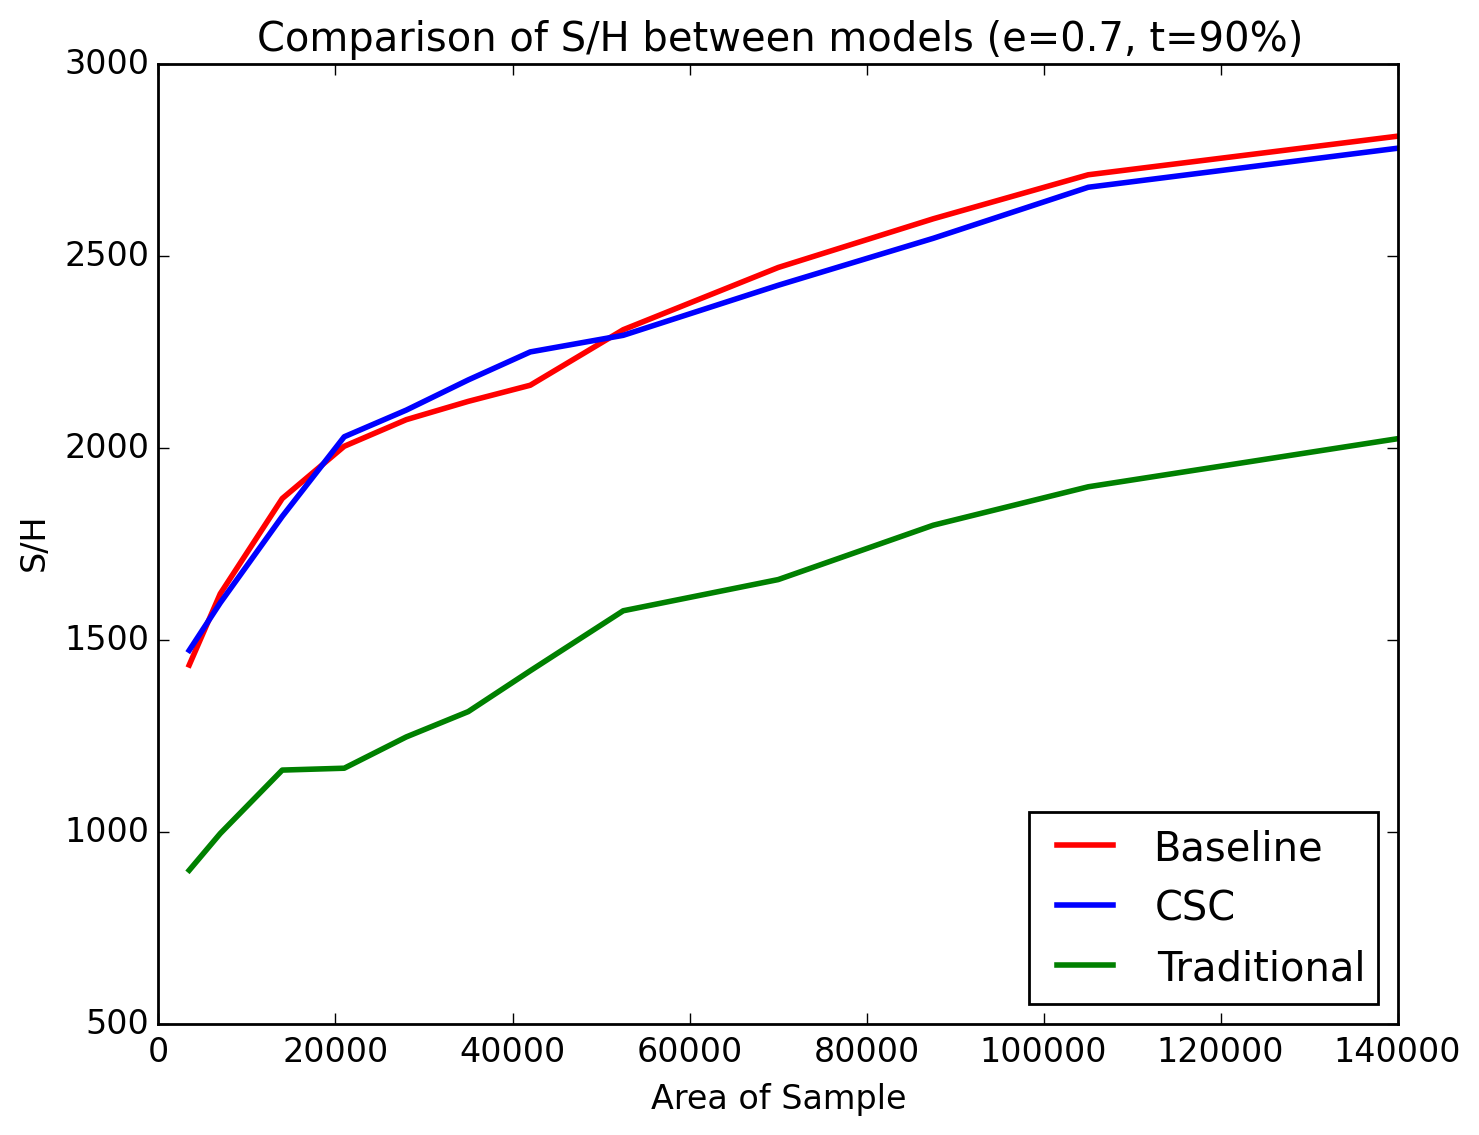 Comparison of S/H between models (e=0.7, t=90%)
3000
2500
2000
1500
1000
500
S/H
0 20000 40000 60000 80000 100000 120000 140000
Area of Sample
Baseline
CSC
Traditional